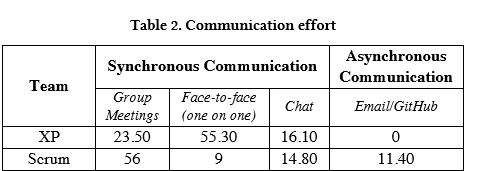 Table 2. Communication effort
Team
Synchronous Communication
Asynchronous
Communication
Group
Meetings
Face-to-face
(one on one)
Chat
Email/GitHub
XP 23.50 55.30 16.10 0
Scrum 56 9 14.80 11.40